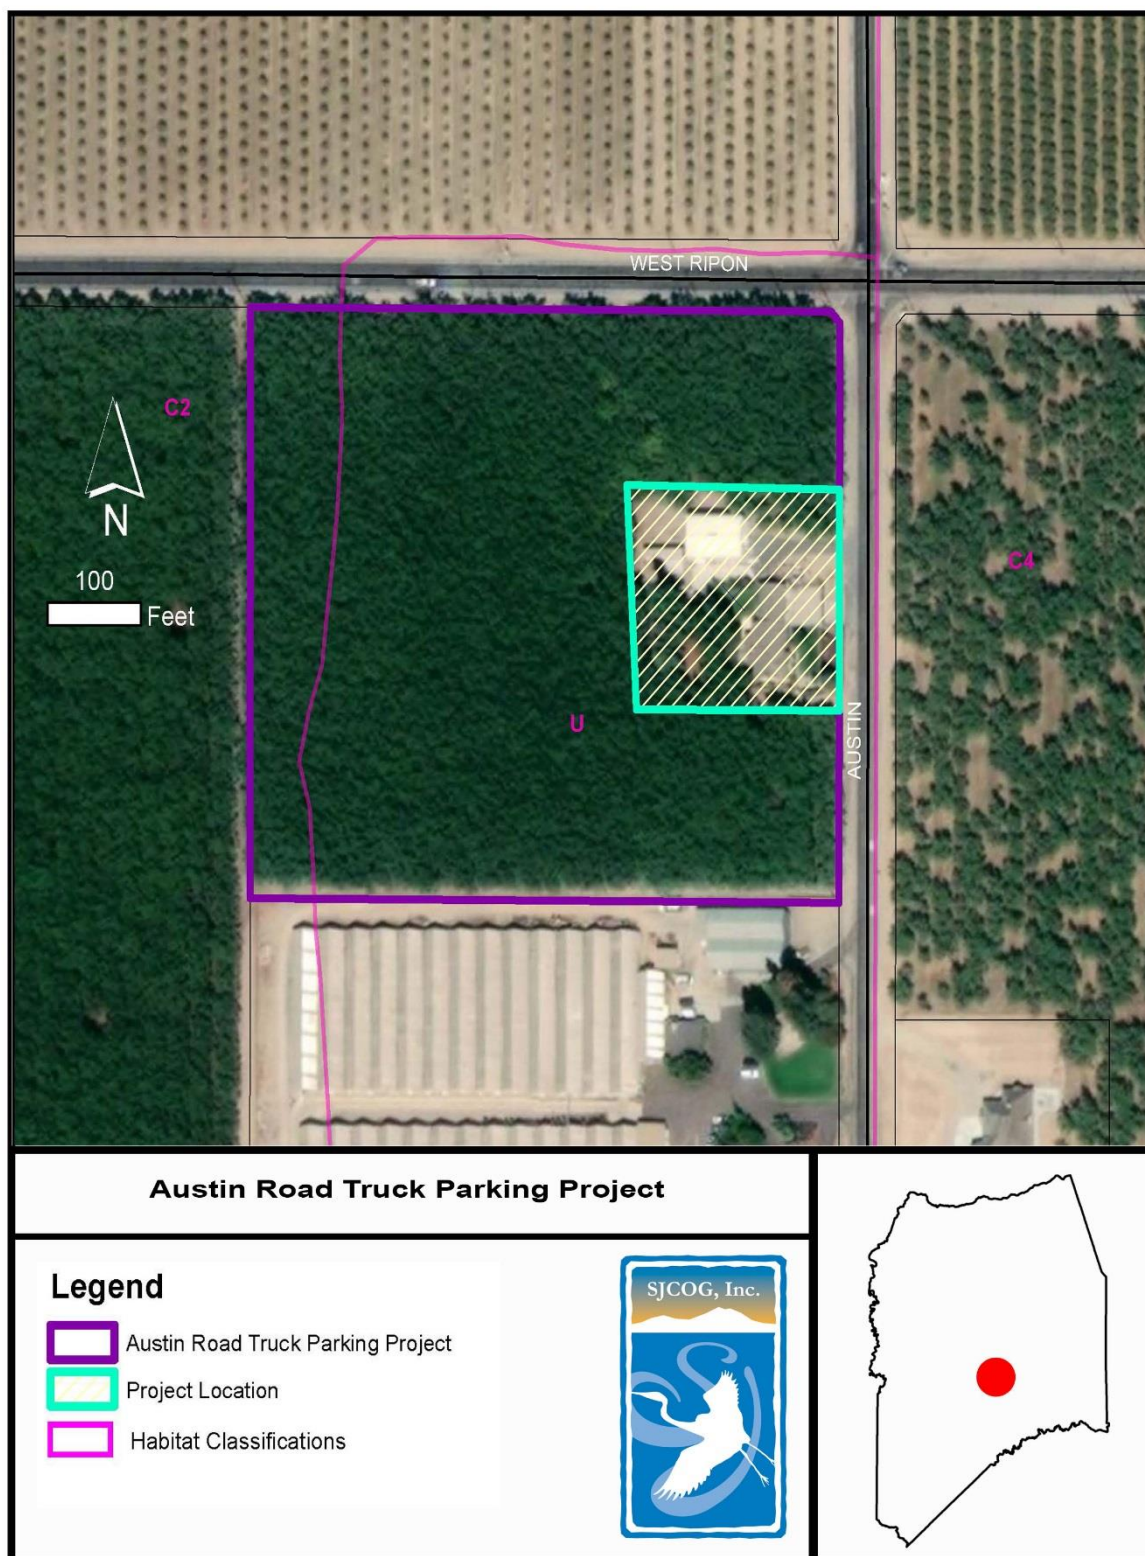 WEST RIPON
C2
N
100
Feet
C4
U
AUSTIN
Austin Road Truck Parking Project
Legend
Austin Road Truck Parking Project
Project Location
Habitat Classifications
SJCOG, Inc.